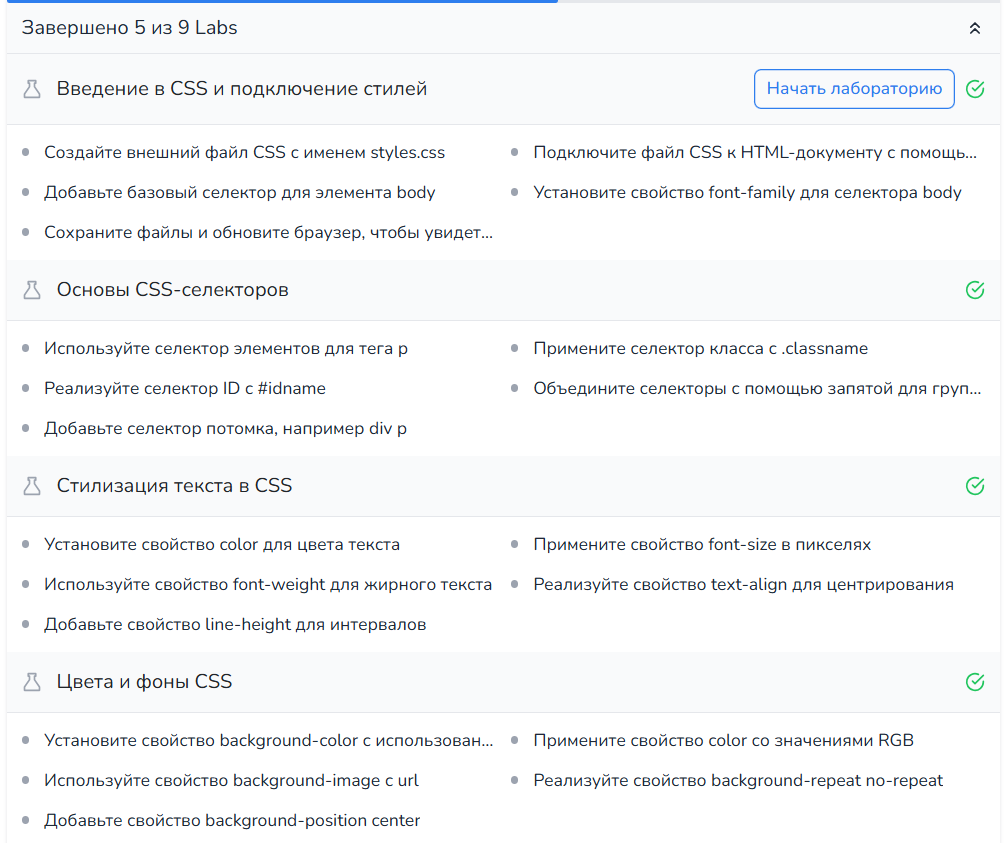 Завершено 5 из 9 Labs
Введение в CSS и подключение стилей
Начать лабораторию
Создайте внешний файл CSS с именем styles.css
Подключите файл CSS к HTML-документу с помощь...
Добавьте базовый селектор для элемента body
Установите свойство font-family для селектора body
Сохраните файлы и обновите браузер, чтобы увидет...
Основы CSS-селекторов
Используйте селектор элементов для тега p
Примените селектор класса с .classname
Реализуйте селектор ID с #idname
Объедините селекторы с помощью запятой для груп...
Добавьте селектор потомка, например div p
Стилизация текста в CSS
Установите свойство color для цвета текста
Примените свойство font-size в пикселях
Используйте свойство font-weight для жирного текста
Реализуйте свойство text-align для центрирования
Добавьте свойство line-height для интервалов
Цвета и фоны CSS
Установите свойство background-color с использован...
Примените свойство color со значениями RGB
Используйте свойство background-image с url
Реализуйте свойство background-repeat no-repeat
Добавьте свойство background-position center